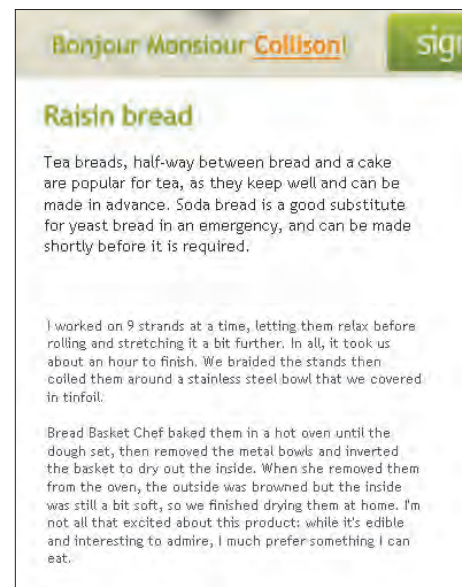 Bonjour Monsiour Collison!
Raisin bread
Tea breads, half-way between bread and a cake
are popular for tea, as they keep well and can be
made in advance. Soda bread is a good substitute
for yeast bread in an emergency, and can be made
shortly before it is required.
I worked on 9 strands at a time, letting them relax before
rolling and stretching it a bit further. In all, it took us
about an hour to finish. We braided the stands then
coiled them around a stainless steel bowl that we covered
in tinfoil.
Bread Basket Chef baked them in a hot oven until the
dough set, then removed the metal bowls and inverted
the basket to dry out the inside. When she removed them
from the oven, the outside was browned but the inside
was still a bit soft, so we finished drying them at home. I'm
not all that excited about this product: while it's edible
and interesting to admire, I much prefer something I can
eat.